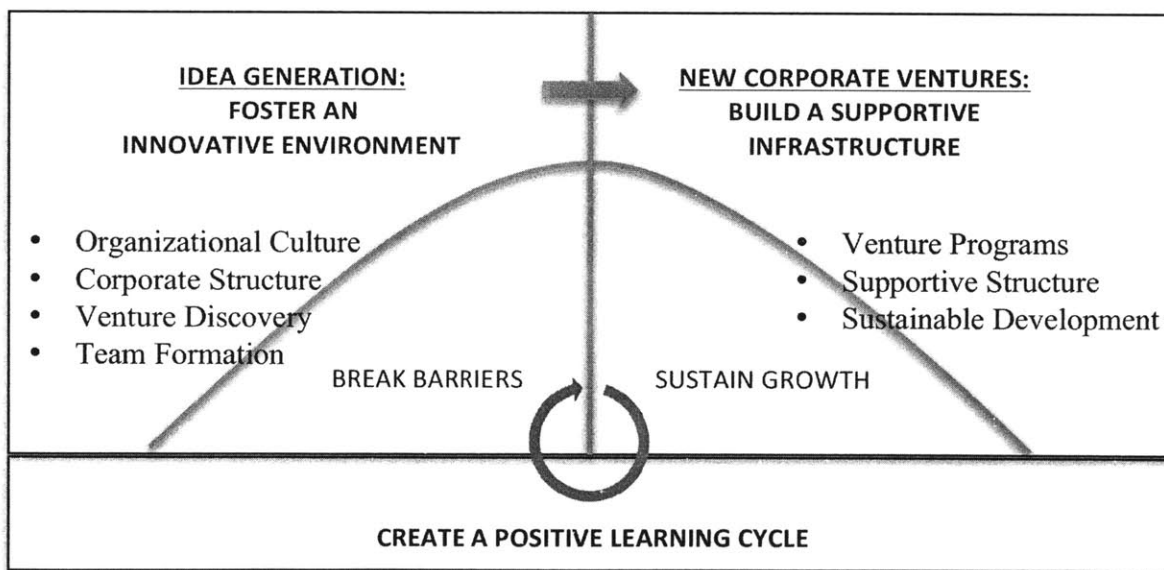 IDEA GENERATION:
FOSTER AN
INNOVATIVE ENVIRONMENT
• Organizational Culture
• Corporate Structure
• Venture Discovery
• Team Formation
BREAK BARRIERS
NEW CORPORATE VENTURES:
BUILD A SUPPORTIVE
INFRASTRUCTURE
• Venture Programs
• Supportive Structure
• Sustainable Development
SUSTAIN GROWTH
CREATE A POSITIVE LEARNING CYCLE